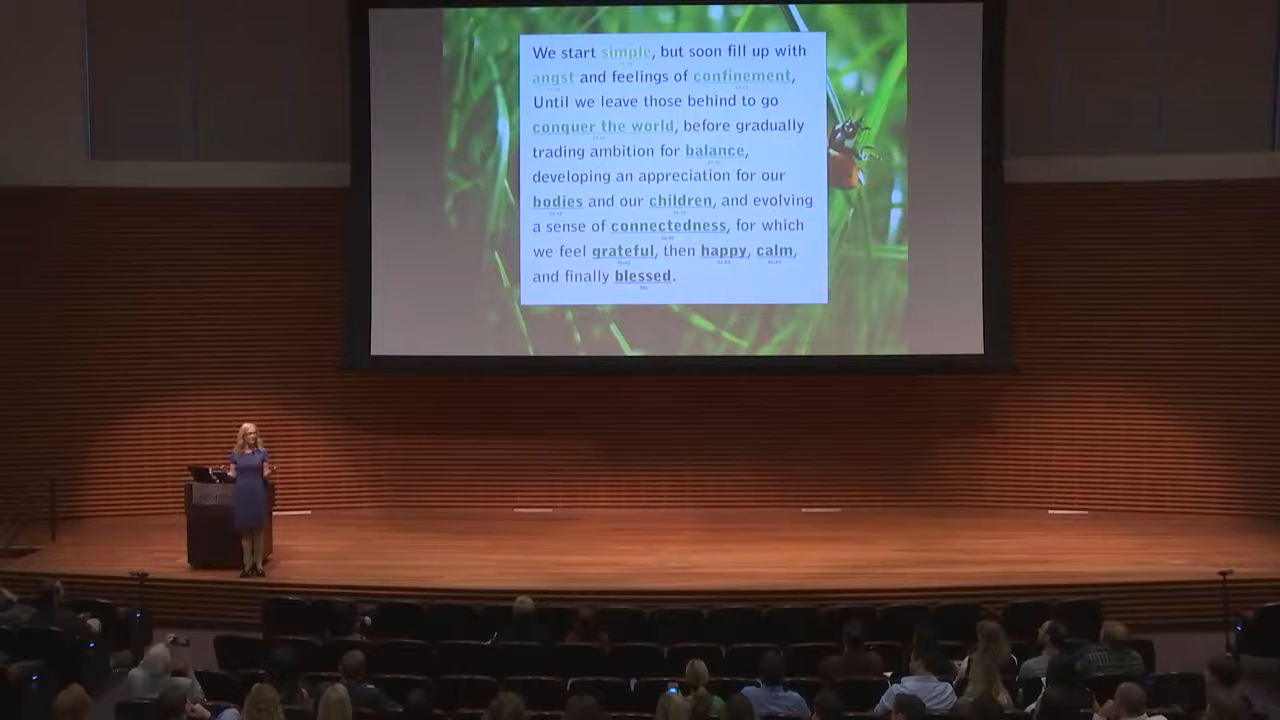 We start simple, but soon fill up with
angst and feelings of confinement,
Until we leave those behind to go
conquer the world, before gradually
trading ambition for balance,
developing an appreciation for our
bodies and our children, and evolving
a sense of connectedness, for which
we feel grateful, then happy, calm,
and finally blessed.